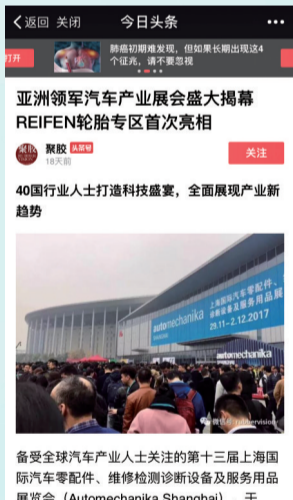 返回 关闭 今日头条
打开
肺癌初期难发现，但如果长期出现这4
个征兆，请不要忽视
亚洲领军汽车产业展会盛大揭幕
REIFEN轮胎专区首次亮相
聚胶 头条号
18天前
关注
40国行业人士打造科技盛宴，全面展现产业新
趋势
automechanika
上海国际汽车零配件、
诊断设备及服务用品展
29.11-2.12.2017
automechanika
备受全球汽车产业人士关注的第十三届上海国
际汽车零配件、维修检测诊断设备及服务用品
展览会（Automechanika Shanghai），于